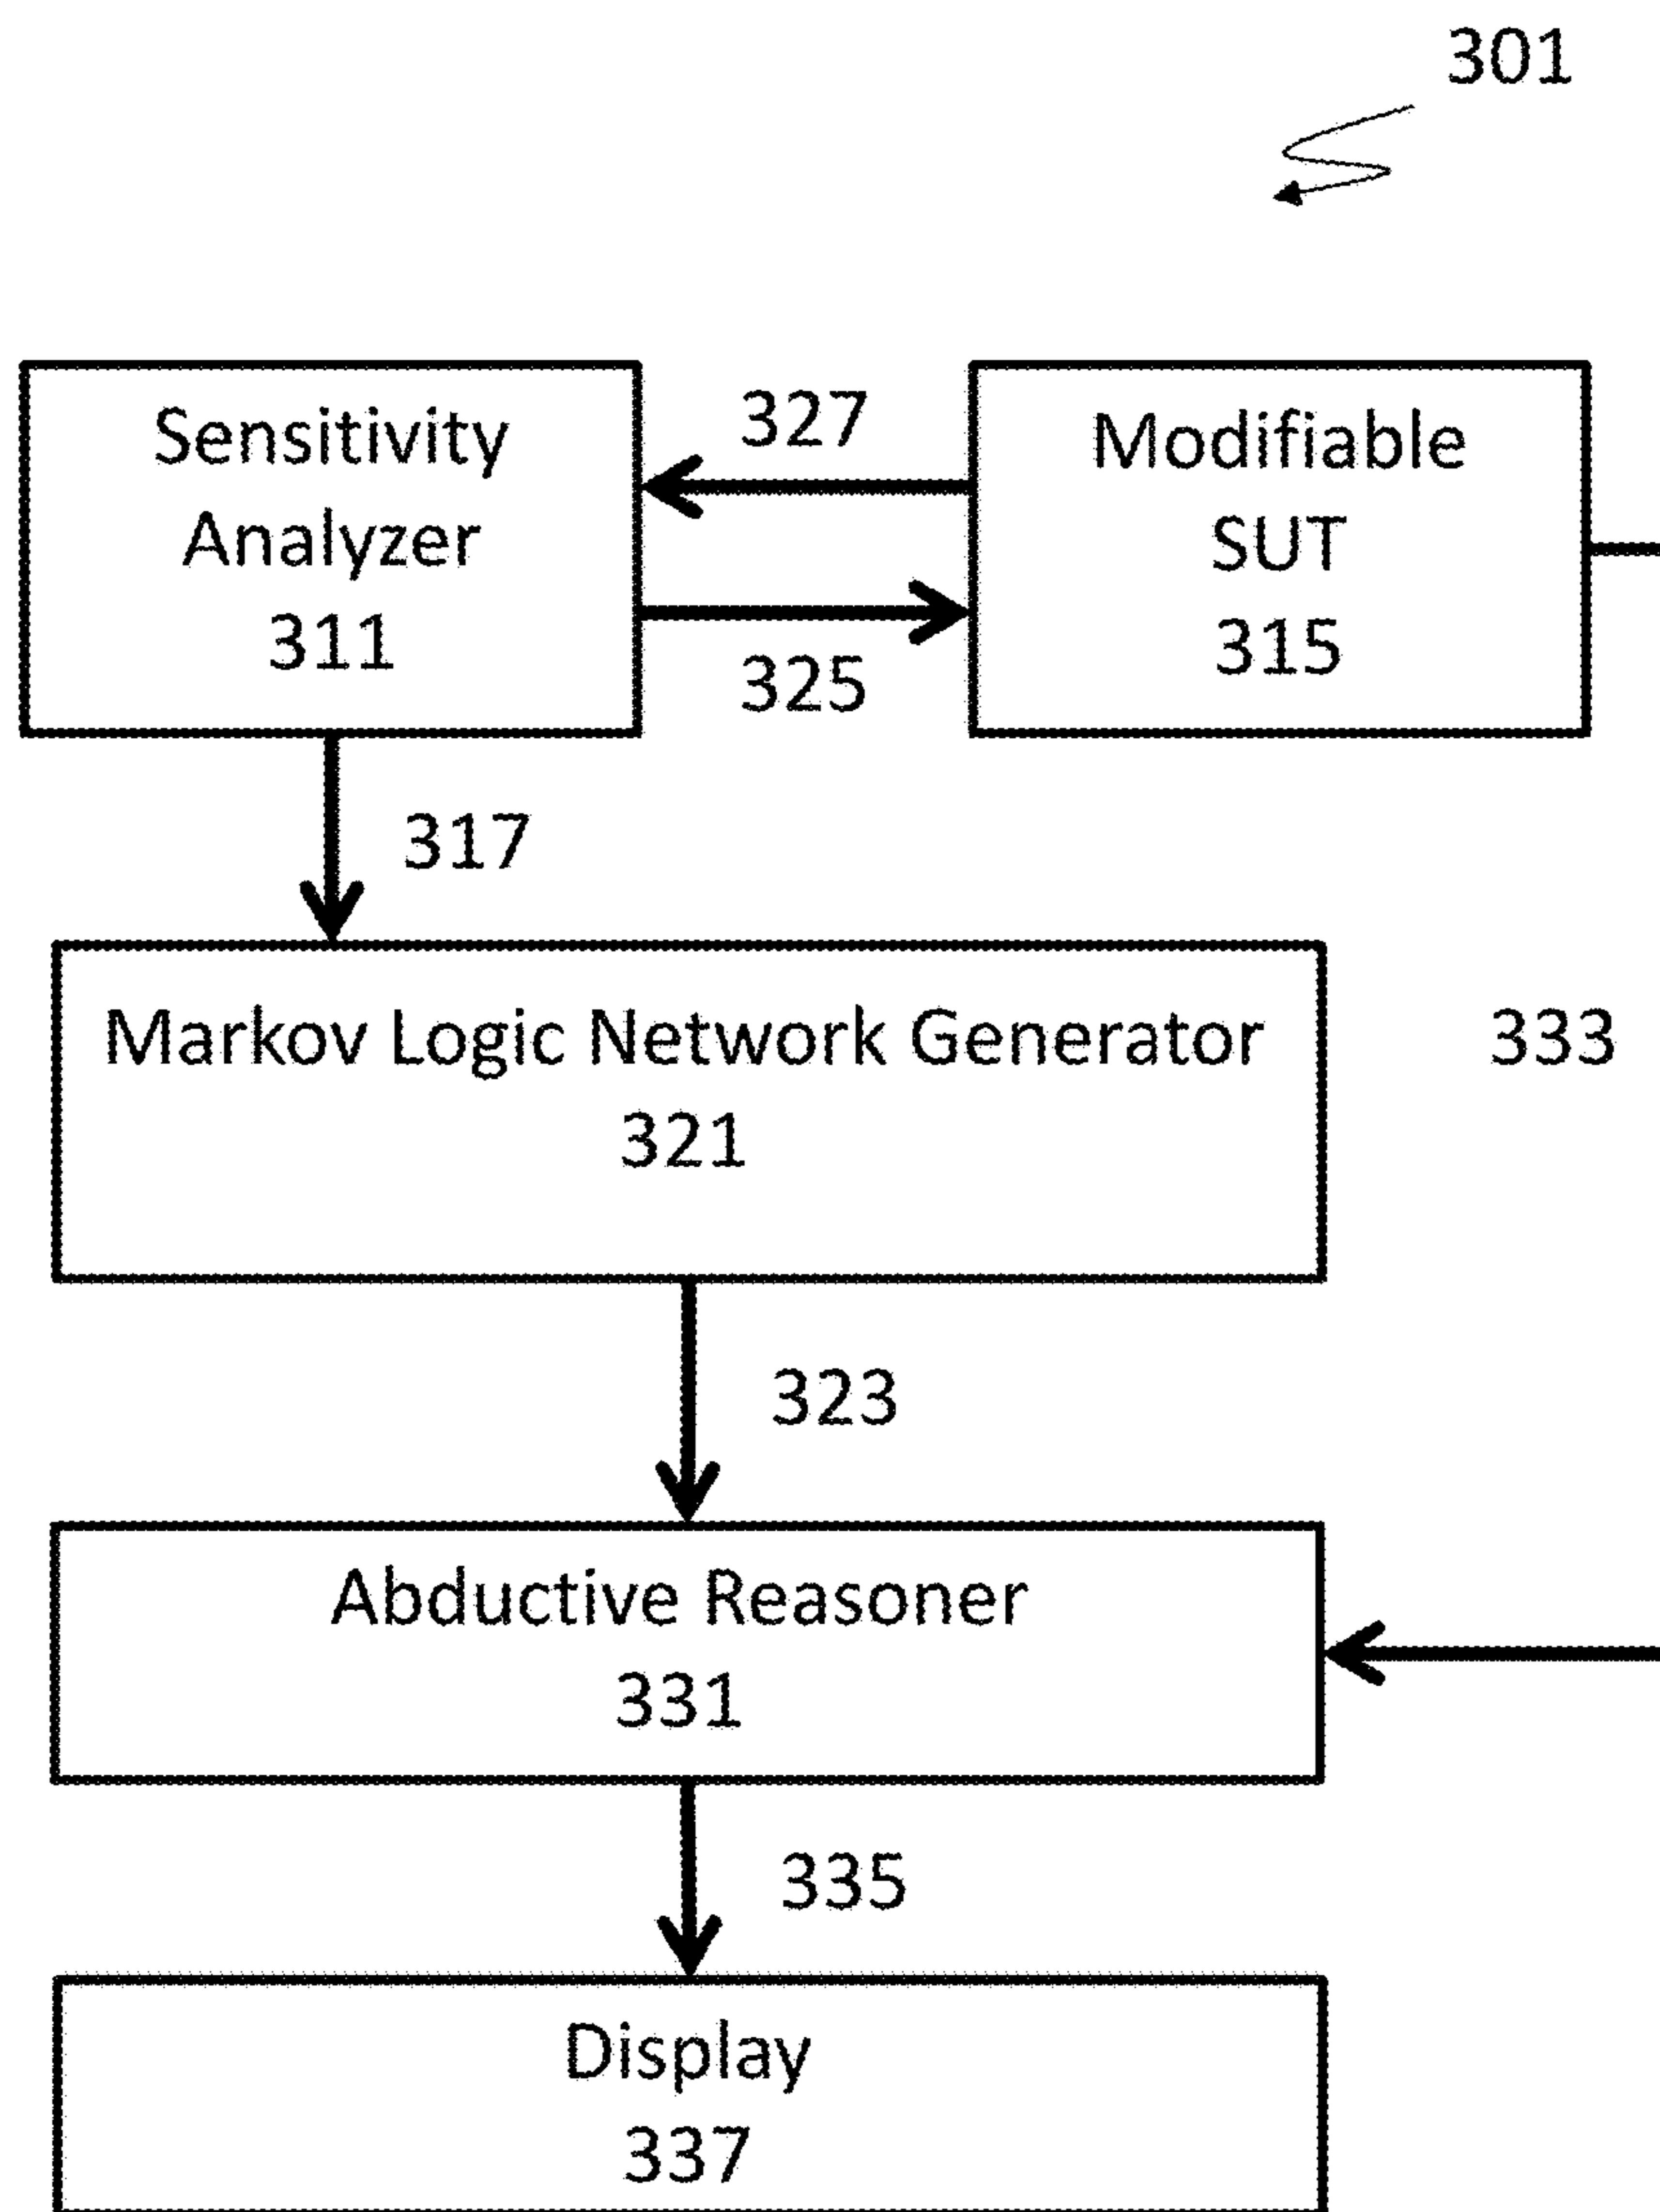 301
Sensitivity
Analyzer
311
327
325
Modifiable
SUT
315
317
Markov Logic Network Generator
321
333
323
Abductive Reasoner
331
335
Display
337